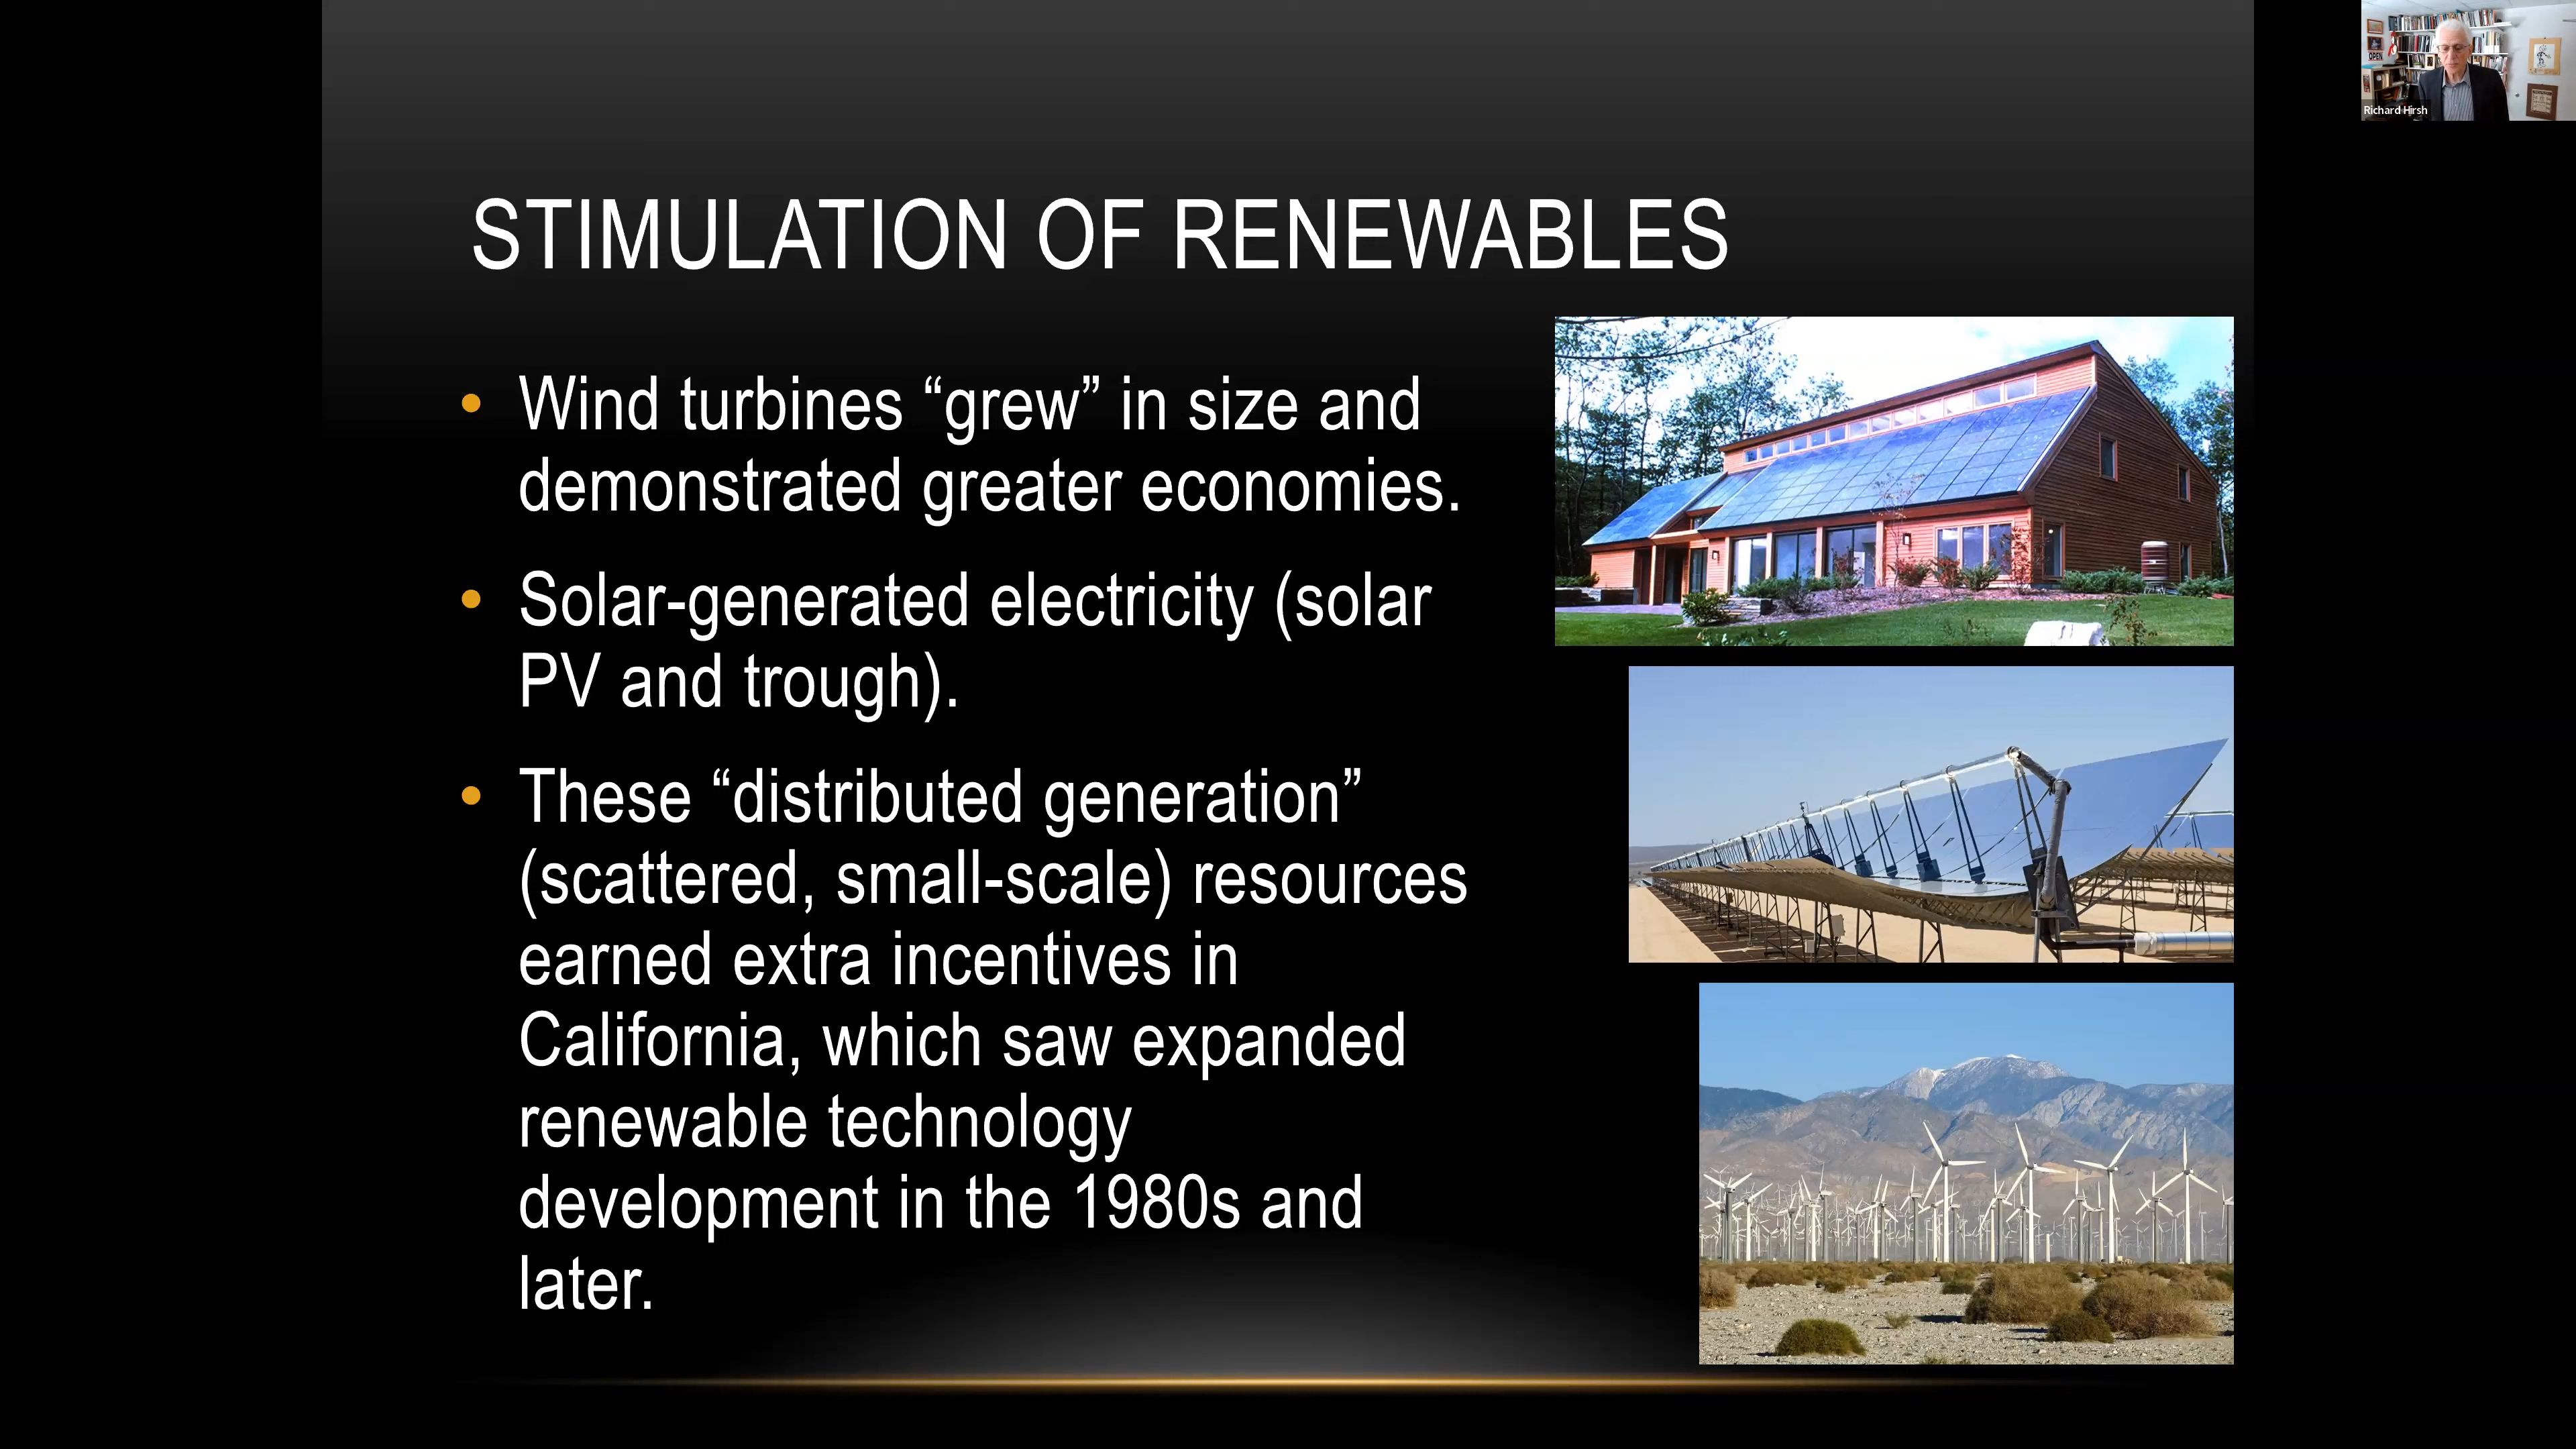 Richard Hirsh
OPEN
STIMULATION OF RENEWABLES
• Wind turbines “grew” in size and
demonstrated greater economies.
• Solar-generated electricity (solar
PV and trough).
• These “distributed generation”
(scattered, small-scale) resources
earned extra incentives in
California, which saw expanded
renewable technology
development in the 1980s and
later.